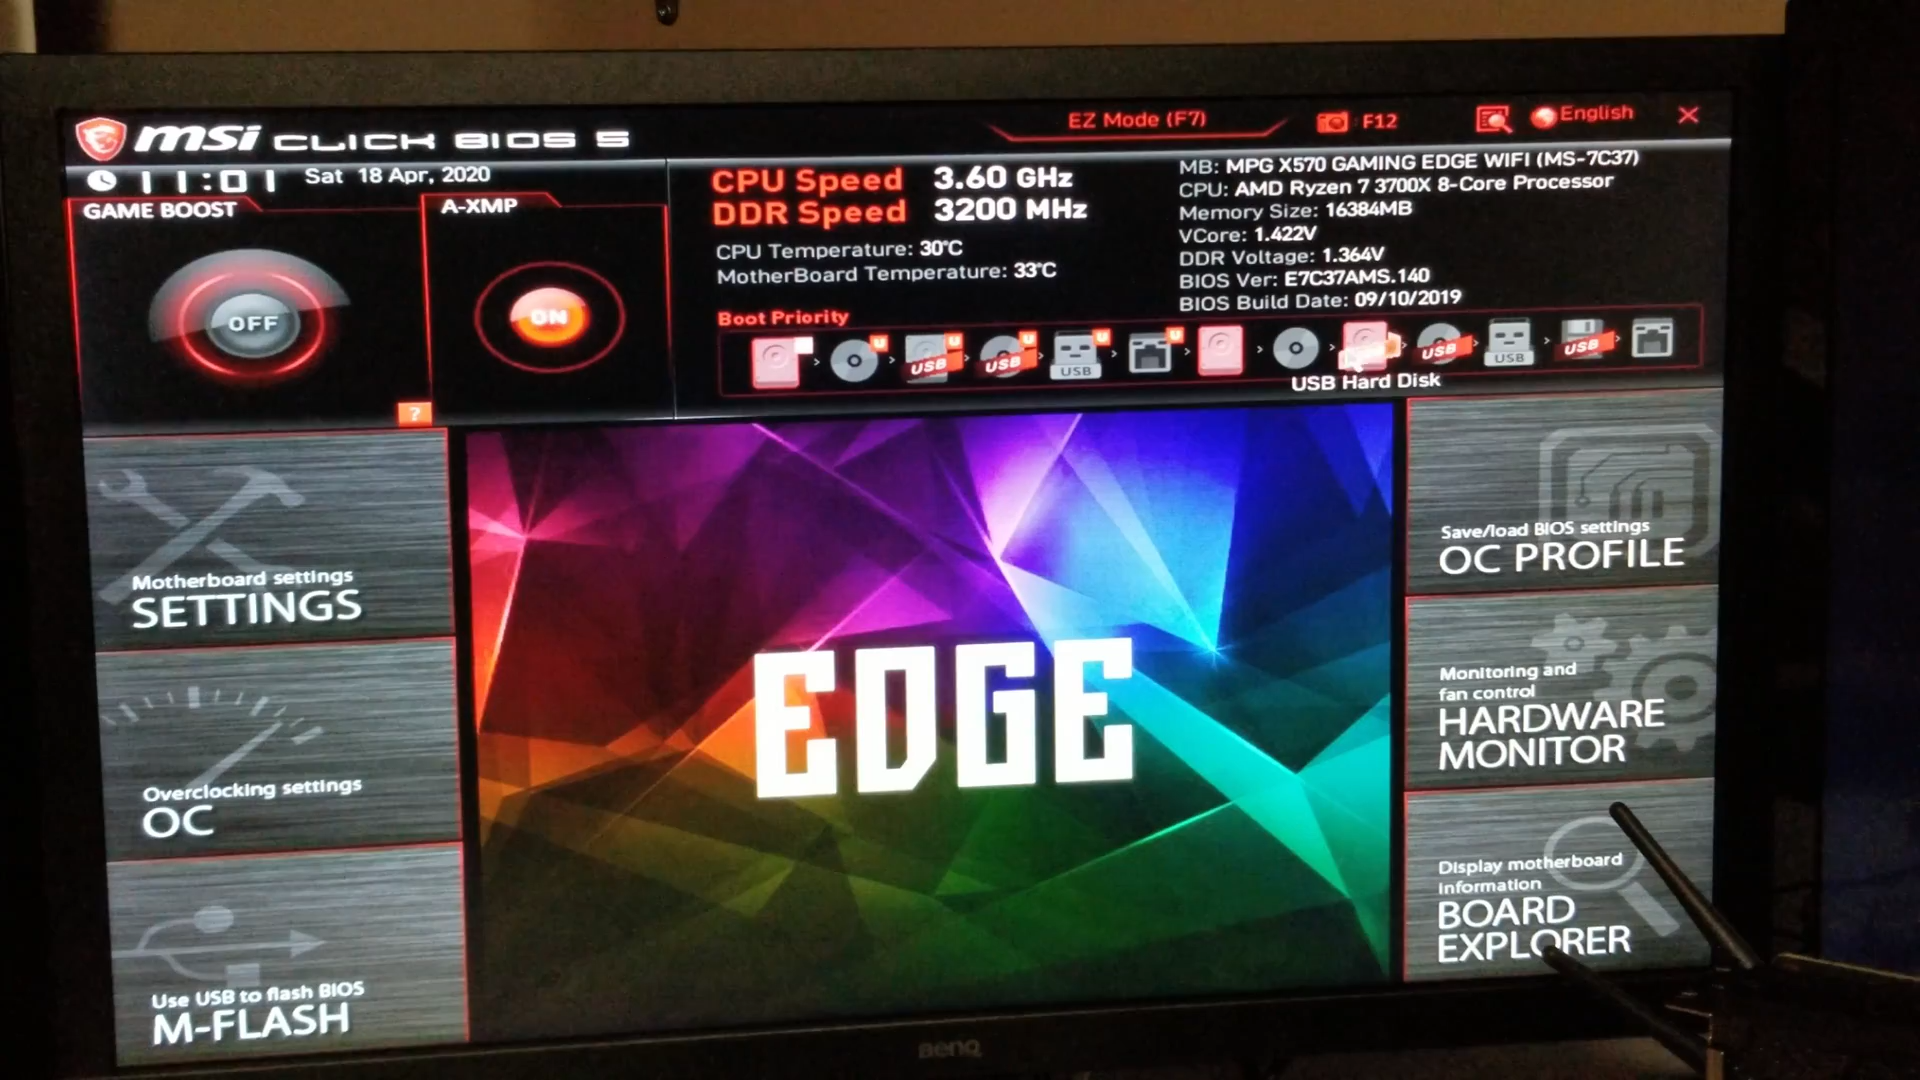 msi CLICK BIOS 5
EZ Mode (F7)
F12
English
X
11:01
Sat 18 Apr, 2020
GAME BOOST
A-XMP
OFF
ON
?
CPU Speed 3.60 GHz
DDR Speed 3200 MHz
CPU Temperature: 30°C
MotherBoard Temperature: 33°C
MB: MPG X570 GAMING EDGE WIFI (MS-7C37)
CPU: AMD Ryzen 7 3700X 8-Core Processor
Memory Size: 16384MB
VCore: 1.422V
DDR Voltage: 1.364V
BIOS Ver: E7C37AMS.140
BIOS Build Date: 09/10/2019
Boot Priority
U U U U U
USB USB USB USB USB USB
USB Hard Disk
Motherboard settings
SETTINGS
Overclocking settings
OC
Use USB to flash BIOS
M-FLASH
EDGE
Save/load BIOS settings
OC PROFILE
Monitoring and
fan control
HARDWARE
MONITOR
Display motherboard
information
BOARD
EXPLORER
BenQ